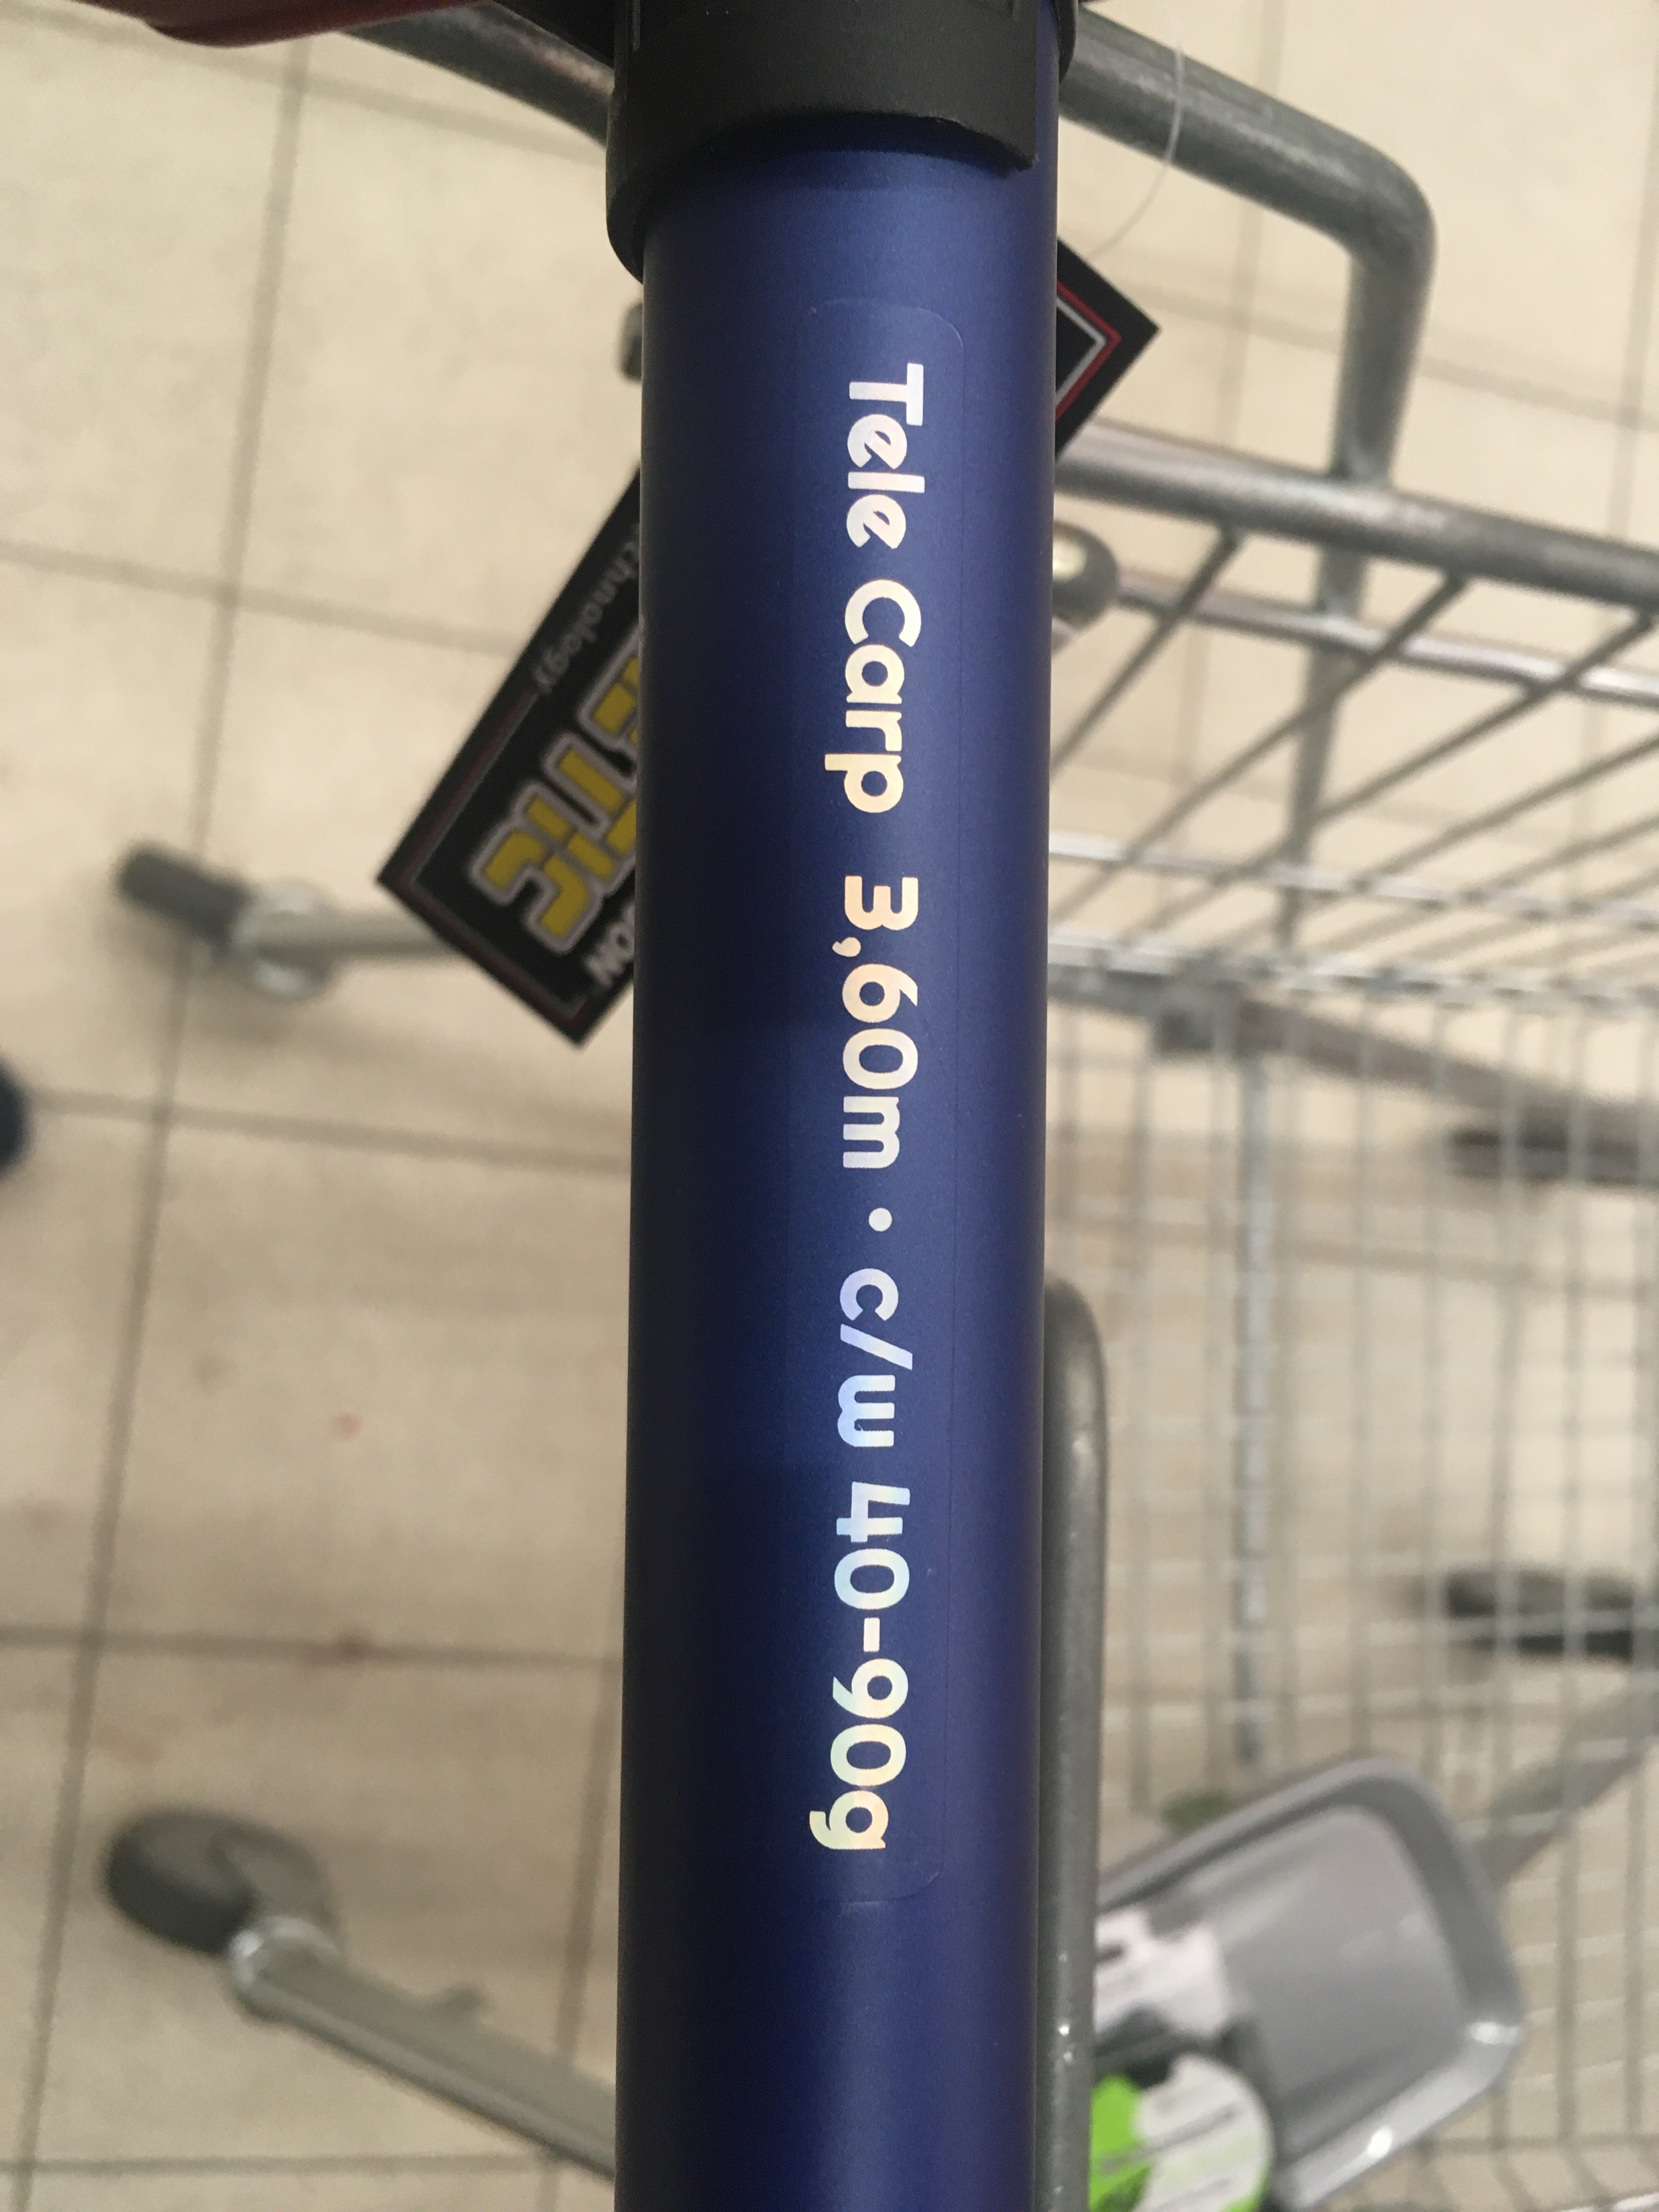 Tele Carp 3,60m • c/m 40-90g